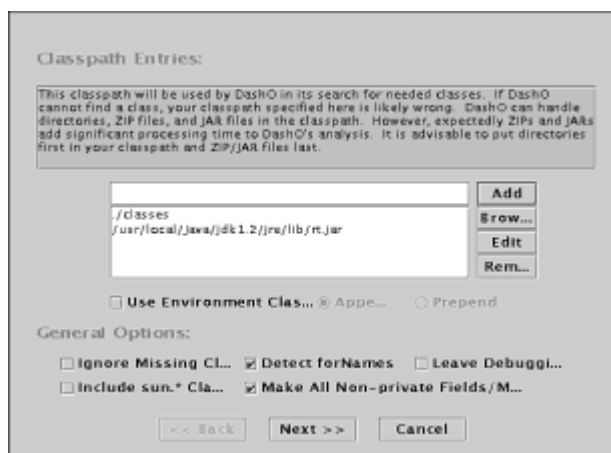 Classpath Entries:
This classpath will be used by DashO in its search for needed classes. If DashO
cannot find a class, your classpath specified here is likely wrong. DashO can handle
directories, ZIP files, and JAR files in the classpath. However, expectedly ZIPs and JARs
add significant processing time to DashO's analysis. It is advisable to put directories
first in your classpath and ZIP/JAR files last.
Add
./classes
Brow...
/usr/local/java/jdk1.2/jre/lib/rt.jar
Edit
Rem...
Use Environment Clas... Appe... Prepend
General Options:
Ignore Missing Cl... Detect forNames Leave Debuggi...
Include sun.* Cla... Make All Non-private Fields/M...
<< Back Next >> Cancel